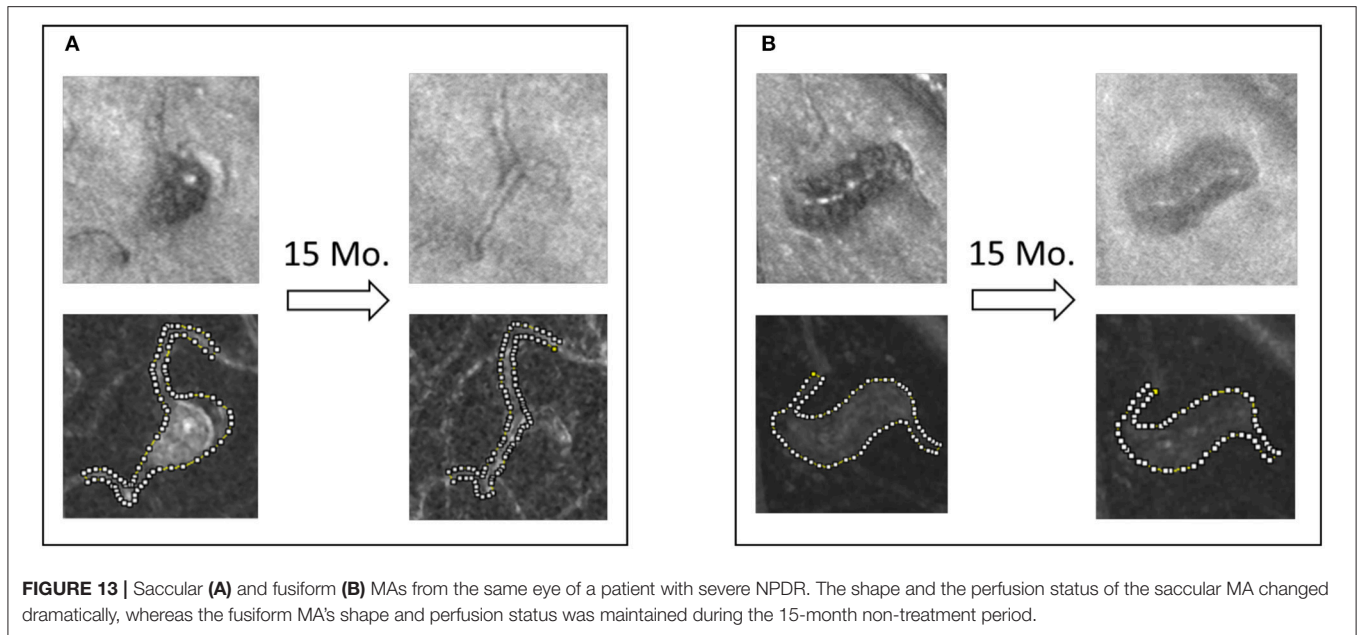 A
B
15 Mo.
15 Mo.
FIGURE 13 | Saccular (A) and fusiform (B) MAs from the same eye of a patient with severe NPDR. The shape and the perfusion status of the saccular MA changed
dramatically, whereas the fusiform MA's shape and perfusion status was maintained during the 15-month non-treatment period.